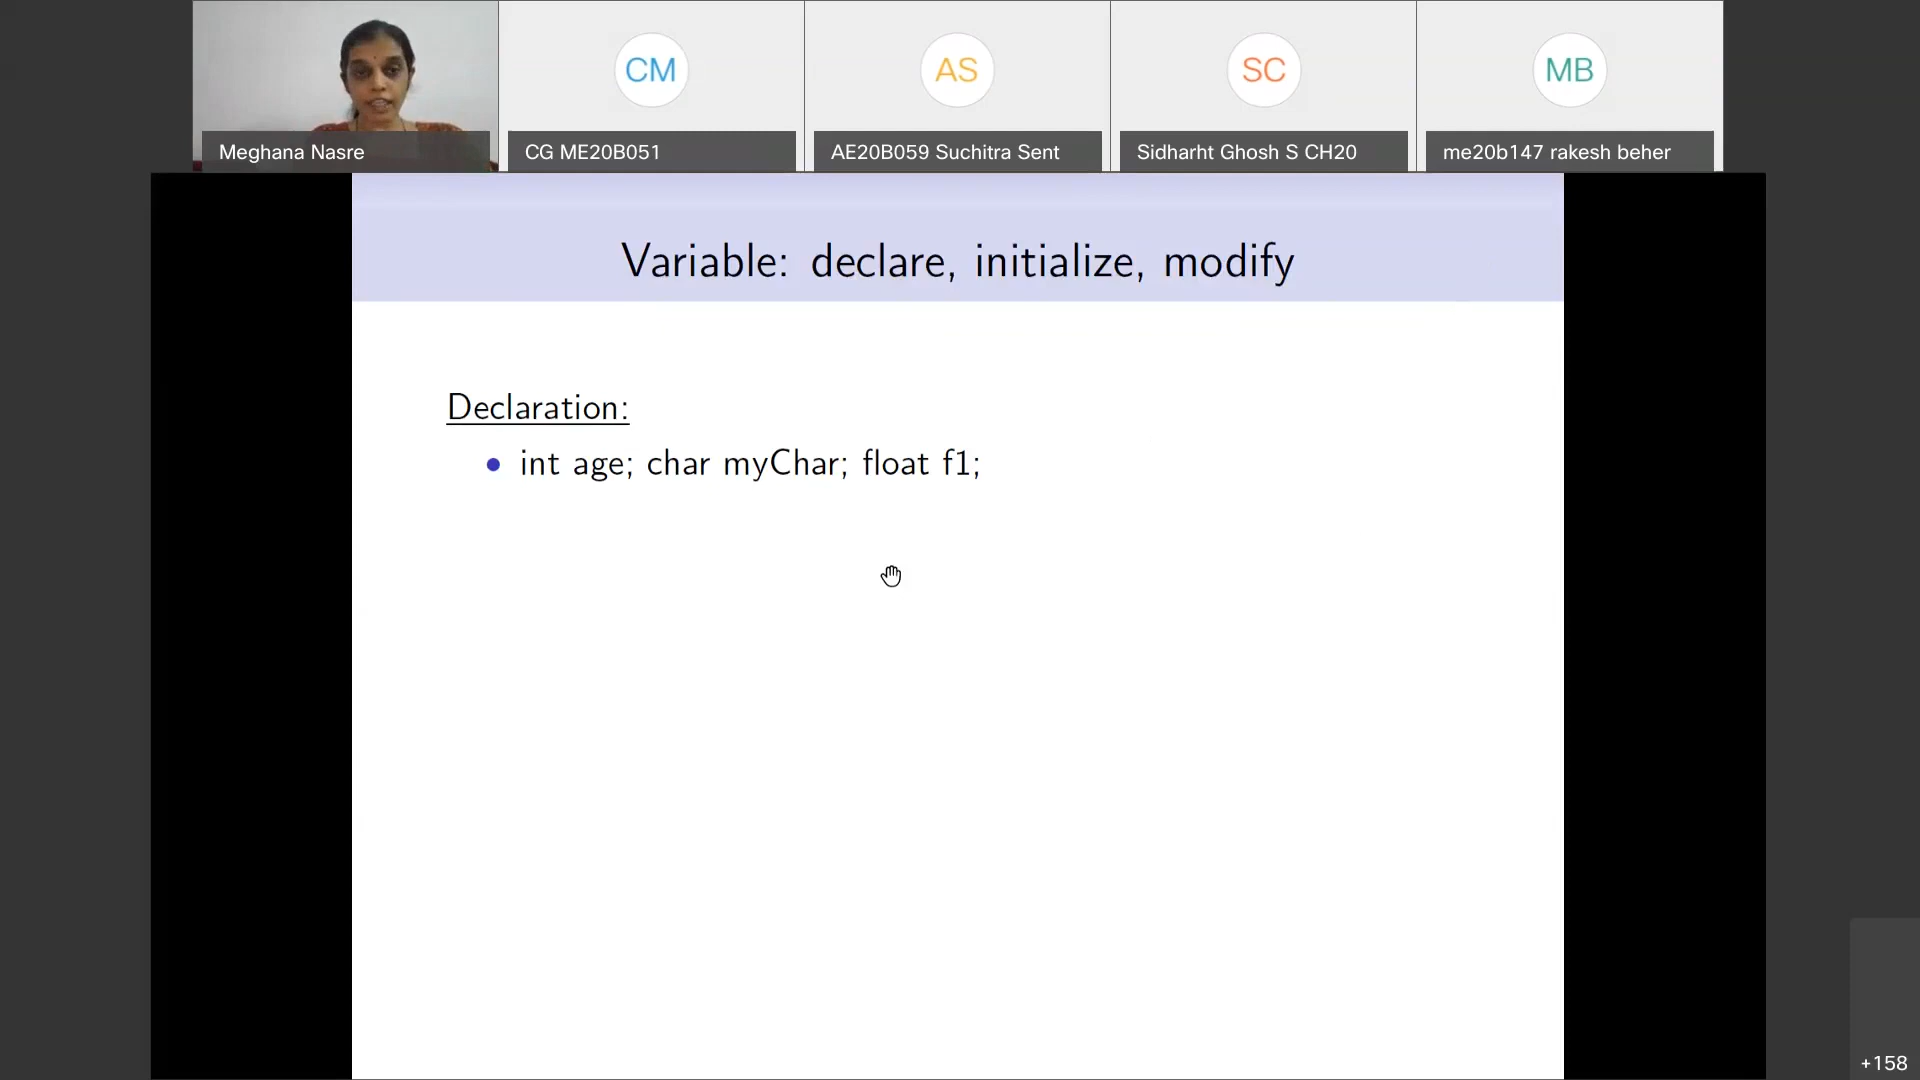 CM
AS
SC
MB
Meghana Nasre
CG ME20B051
AE20B059 Suchitra Sent
Sidharht Ghosh S CH20
me20b147 rakesh beher
Variable: declare, initialize, modify
Declaration:
• int age; char myChar; float f1;
+158